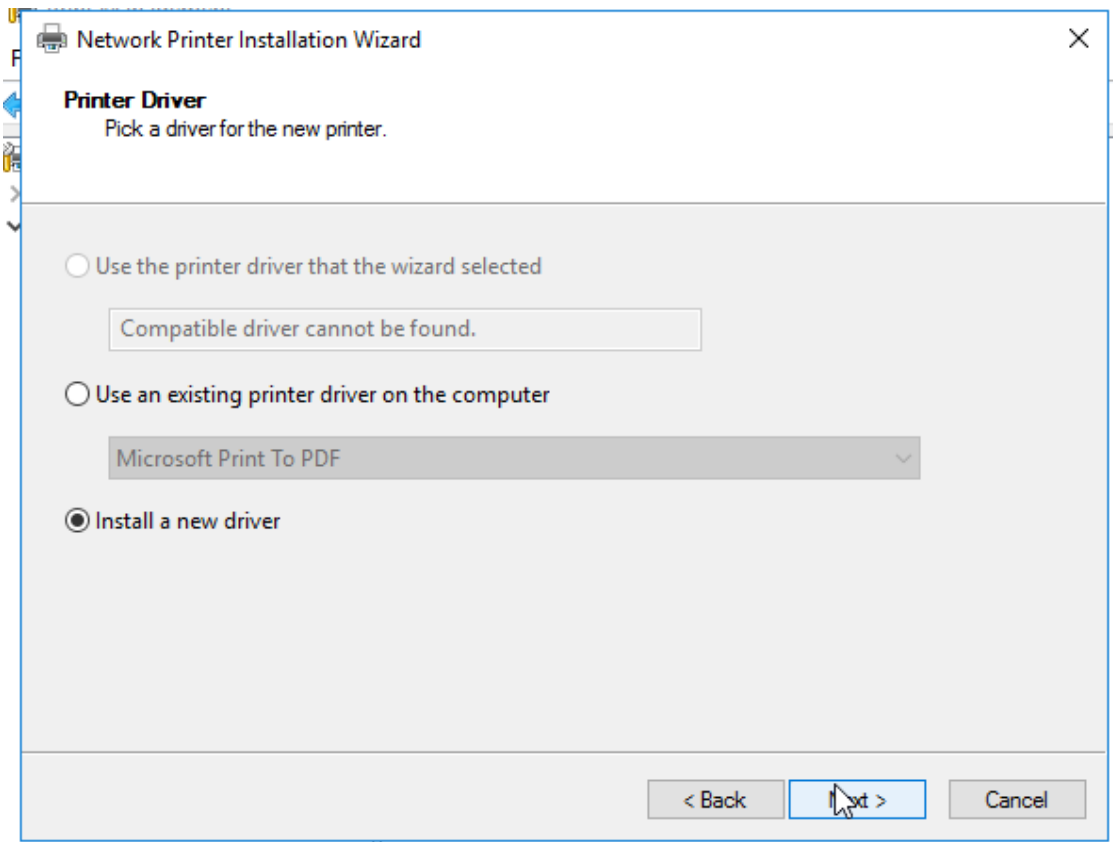 Network Printer Installation Wizard
Printer Driver
Pick a driver for the new printer.
Use the printer driver that the wizard selected
Compatible driver cannot be found.
Use an existing printer driver on the computer
Microsoft Print To PDF
Install a new driver
< Back
Next >
Cancel